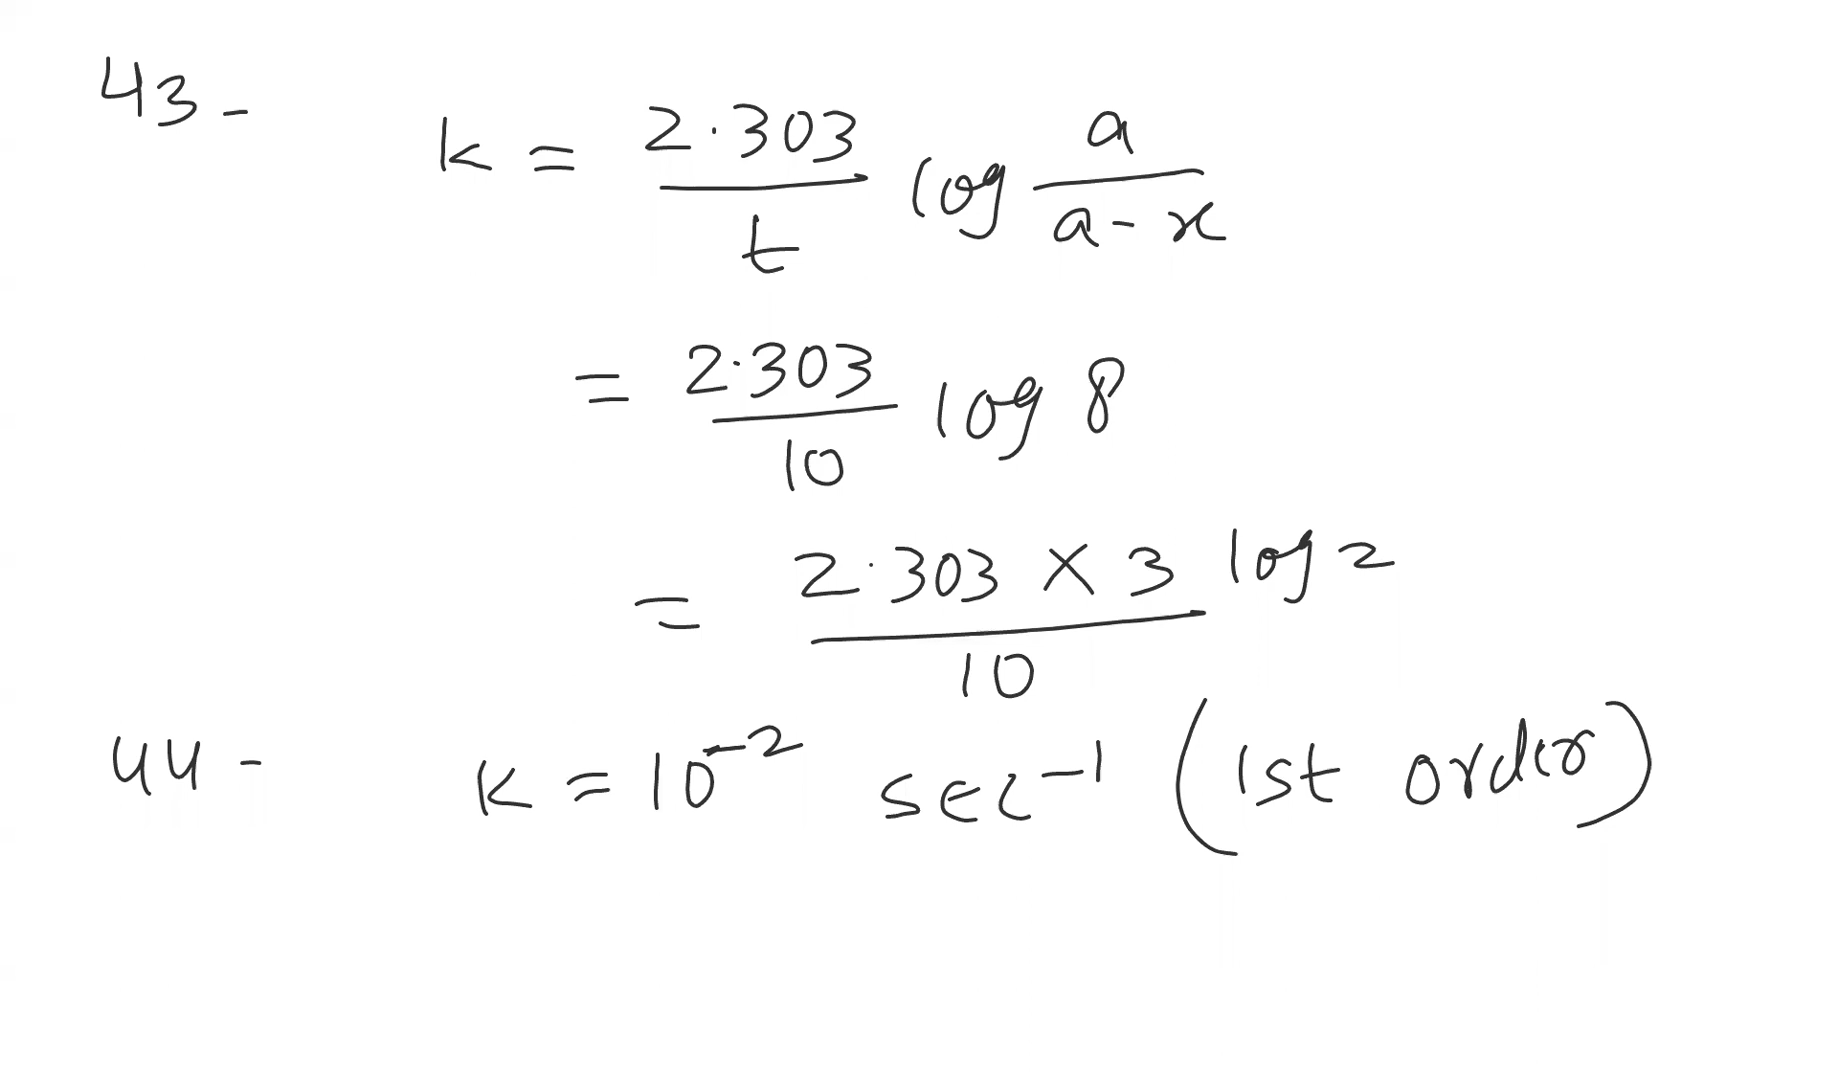 43 - k = 2.303/t log a/a-x
= 2.303/10 log 8
= 2.303 × 3 log 2/10
44 - K = 10^-2 sec^-1 (1st order)